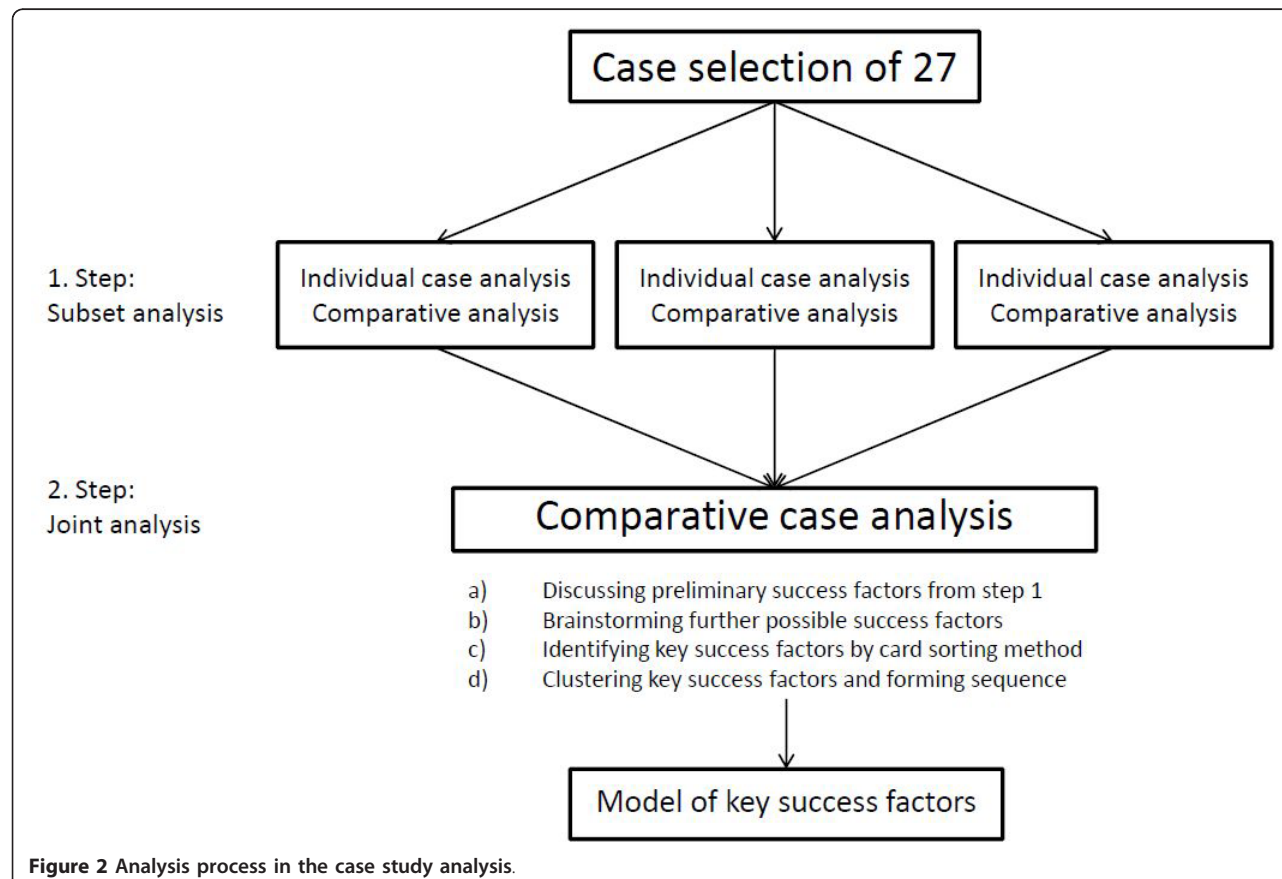 Case selection of 27
1. Step:
Subset analysis
Individual case analysis
Comparative analysis
Individual case analysis
Comparative analysis
Individual case analysis
Comparative analysis
2. Step:
Joint analysis
Comparative case analysis
a) Discussing preliminary success factors from step 1
b) Brainstorming further possible success factors
c) Identifying key success factors by card sorting method
d) Clustering key success factors and forming sequence
Model of key success factors
Figure 2 Analysis process in the case study analysis.